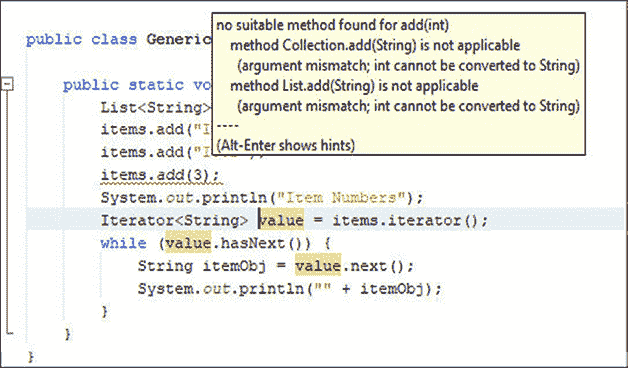 no suitable method found for add(int)
public class Generic
method Collection.add(String) is not applicable
(argument mismatch; int cannot be converted to String)
public static vo
method List.add(String) is not applicable
List<String>
(argument mismatch; int cannot be converted to String)
items.add("I
----
items.add("I
(Alt-Enter shows hints)
items.add(3);
System.out.println("Item Numbers");
Iterator<String> value = items.iterator();
while (value.hasNext()) {
String itemObj = value.next();
System.out.println("" + itemObj);
}
}
}